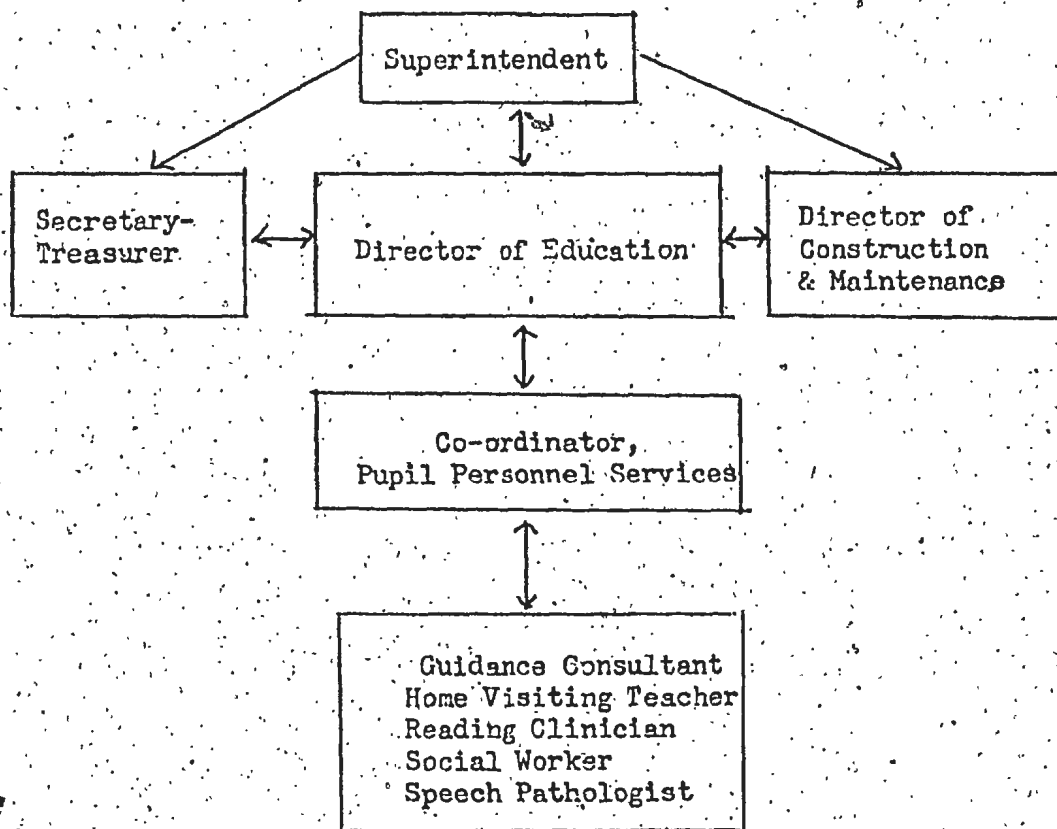 Superintendent
Secretary-
Treasurer
Director of Education
Director of
Construction
& Maintenance
Co-ordinator,
Pupil Personnel Services
Guidance Consultant
Home Visiting Teacher
Reading Clinician
Social Worker
Speech Pathologist